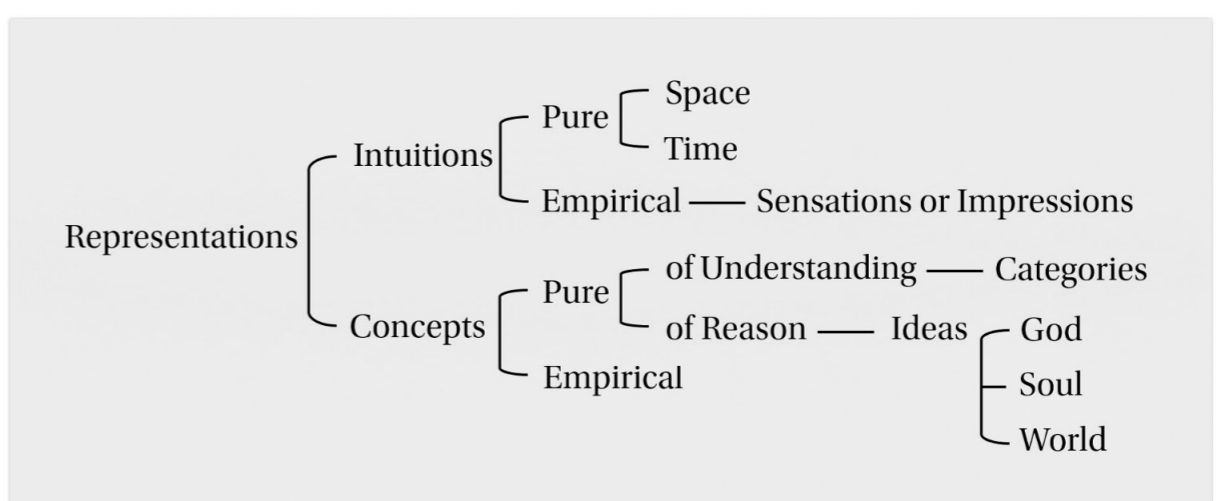 Space
Pure
Time
Intuitions
Empirical — Sensations or Impressions
Representations
of Understanding — Categories
Pure
of Reason — Ideas
God
Concepts
Empirical
Soul
World